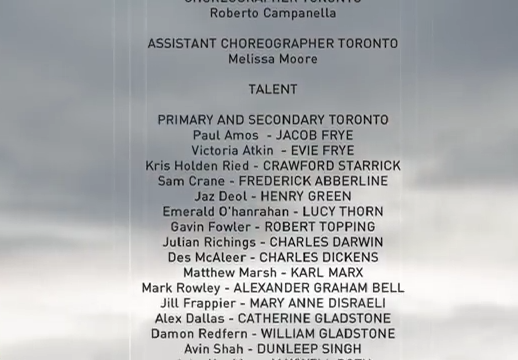 CHOREOGRAPHER TORONTO
Roberto Campanella
ASSISTANT CHOREOGRAPHER TORONTO
Melissa Moore
TALENT
PRIMARY AND SECONDARY TORONTO
Paul Amos - JACOB FRYE
Victoria Atkin - EVIE FRYE
Kris Holden Ried - CRAWFORD STARRICK
Sam Crane - FREDERICK ABBERLINE
Jaz Deol - HENRY GREEN
Emerald O'hanrahan - LUCY THORN
Gavin Fowler - ROBERT TOPPING
Julian Richings - CHARLES DARWIN
Des McAleer - CHARLES DICKENS
Matthew Marsh - KARL MARX
Mark Rowley - ALEXANDER GRAHAM BELL
Jill Frappier - MARY ANNE DISRAELI
Alex Dallas - CATHERINE GLADSTONE
Damon Redfern - WILLIAM GLADSTONE
Avin Shah - DUNLEEP SINGH